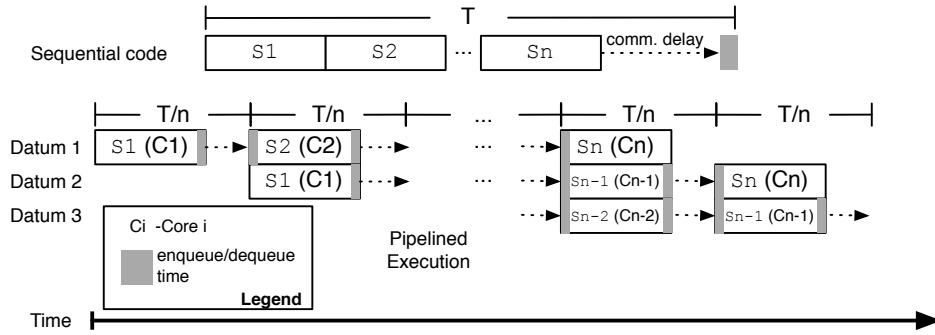 T
Sequential code S1 S2 ... Sn comm. delay
T/n T/n ... T/n T/n
Datum 1 S1 (C1) S2 (C2) ... Sn (Cn)
Datum 2 S1 (C1) ... Sn-1 (Cn-1) Sn (Cn)
Datum 3 Sn-2 (Cn-2) Sn-1 (Cn-1)
Ci -Core i
enqueue/dequeue
time
Legend
Pipelined
Execution
Time